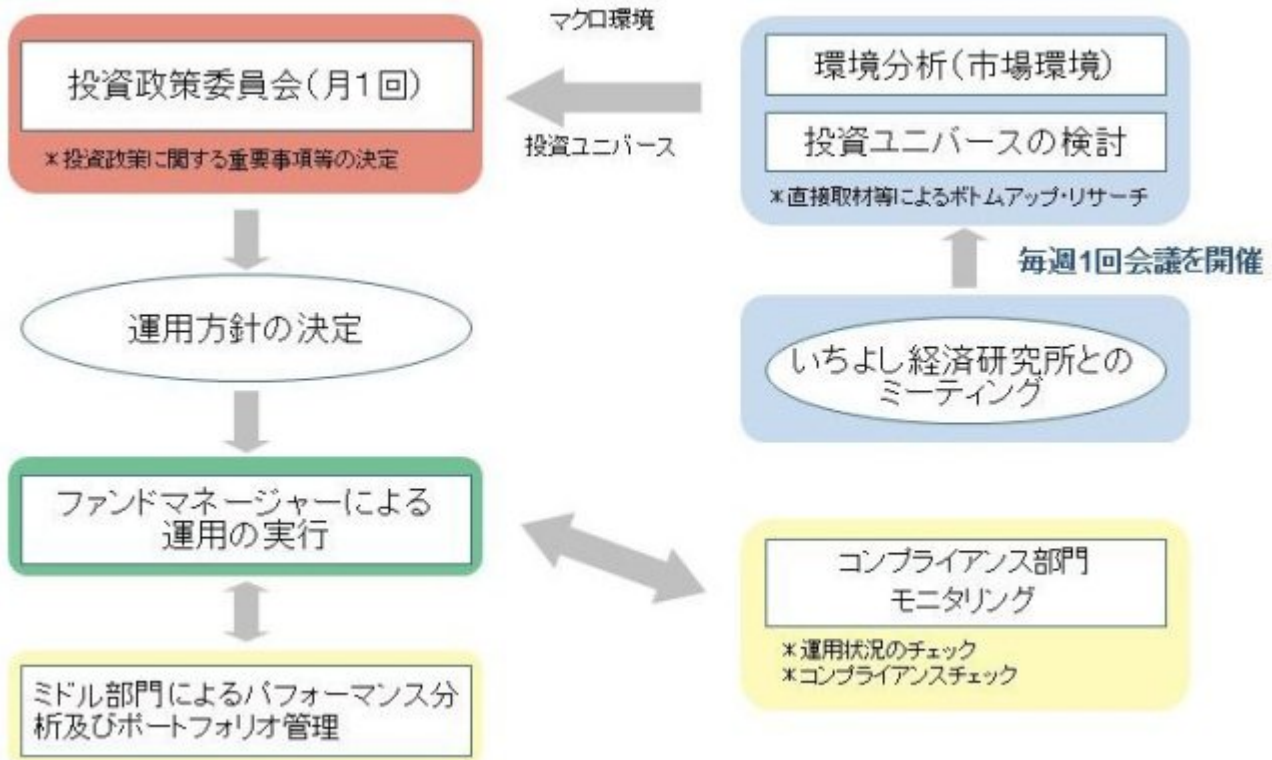 マクロ環境
投資政策委員会(月1回)
*投資政策に関する重要事項等の決定
投資ユニバース
環境分析(市場環境)
投資ユニバースの検討
*直接取材等によるボトムアップ・リサーチ
毎週1回会議を開催
いちよし経済研究所との
ミーティング
運用方針の決定
ファンドマネージャーによる
運用の実行
コンプライアンス部門
モニタリング
*運用状況のチェック
*コンプライアンスチェック
ミドル部門によるパフォーマンス分
析及びポートフォリオ管理